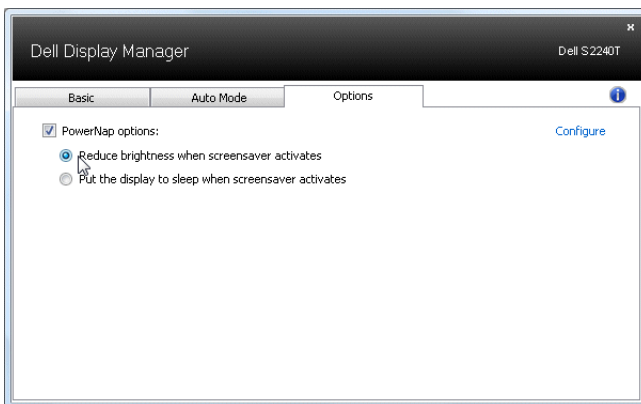 x
Dell Display Manager
Dell S2240T
Basic
Auto Mode
Options
i
PowerNap options:
Configure
Reduce brightness when screensaver activates
Put the display to sleep when screensaver activates